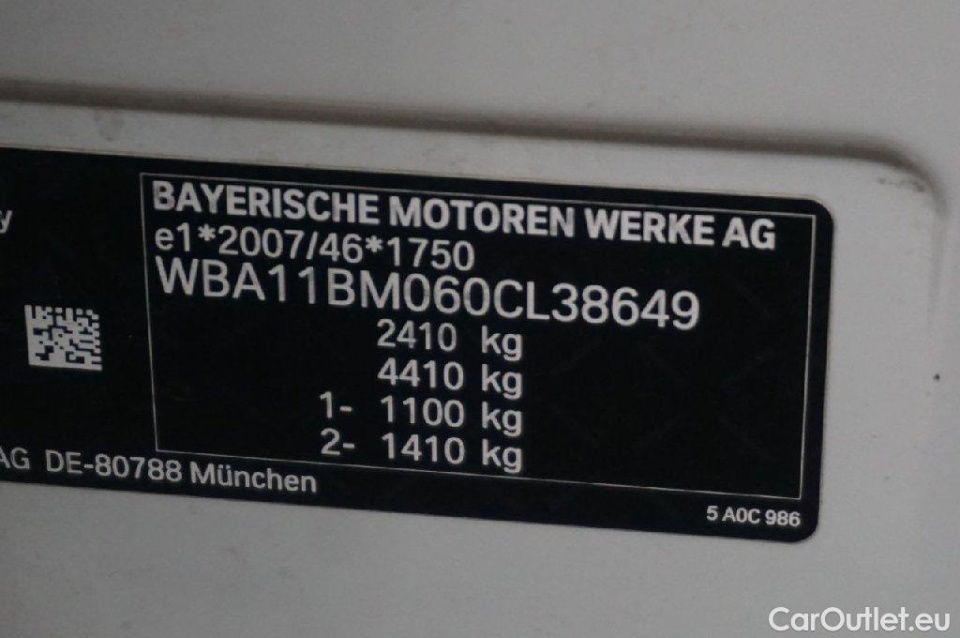 BAYERISCHE MOTOREN WERKE AG
y
e1*2007/46*1750
WBA11BM060CL38649
2410 kg
4410 kg
1- 1100 kg
2- 1410 kg
AG DE-80788 München
5 A0C 986
CarOutlet.eu